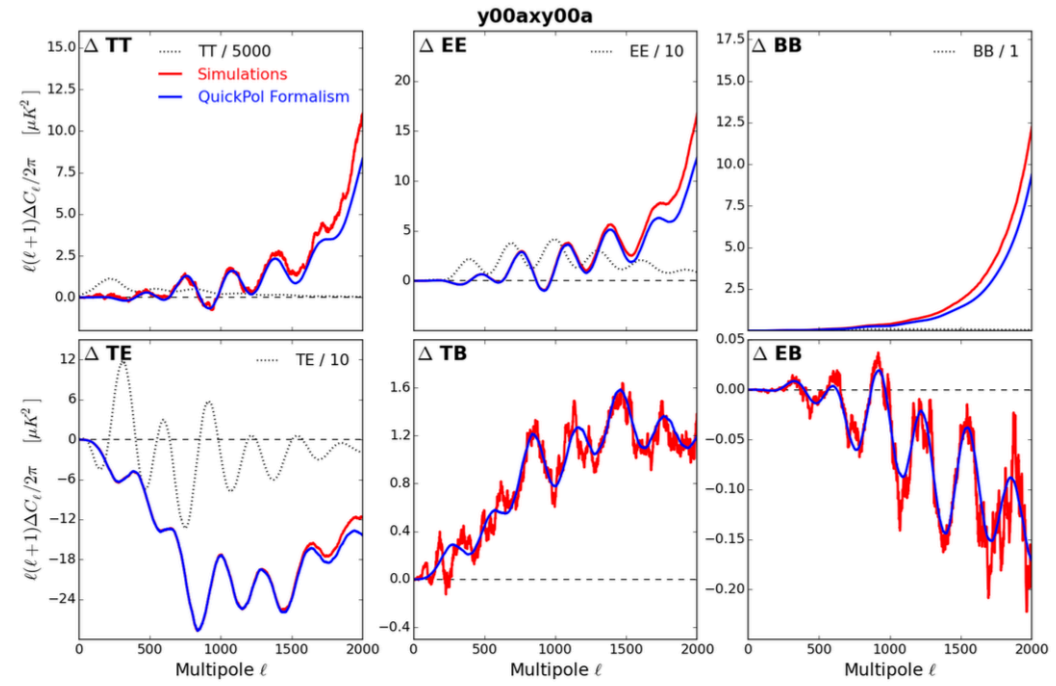 y00axy00a
Δ TT
TT / 5000
Simulations
QuickPol Formalism
15.0
12.5
10.0
7.5
5.0
2.5
0.0
ℓ(ℓ+1)ΔC_ℓ/2π [μK²]
Δ EE
EE / 10
20
15
10
5
0
Δ BB
BB / 1
17.5
15.0
12.5
10.0
7.5
5.0
2.5
Δ TE
TE / 10
12
6
0
−6
−12
−18
−24
ℓ(ℓ+1)ΔC_ℓ/2π [μK²]
0 500 1000 1500 2000
Multipole ℓ
Δ TB
1.6
1.2
0.8
0.4
0.0
−0.4
0 500 1000 1500 2000
Multipole ℓ
Δ EB
0.05
0.00
−0.05
−0.10
−0.15
−0.20
0 500 1000 1500 2000
Multipole ℓ